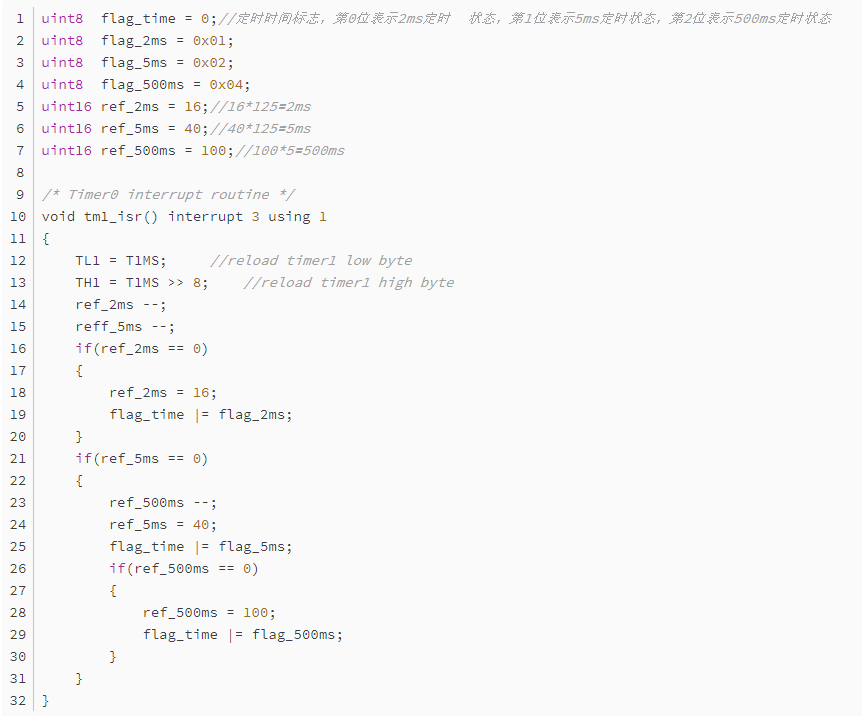 1 uint8  flag_time = 0;//定时时间标志，第0位表示2ms定时  状态，第1位表示5ms定时状态，第2位表示500ms定时状态
2 uint8  flag_2ms = 0x01;
3 uint8  flag_5ms = 0x02;
4 uint8  flag_500ms = 0x04;
5 uint16 ref_2ms = 16;//16*125=2ms
6 uint16 ref_5ms = 40;//40*125=5ms
7 uint16 ref_500ms = 100;//100*5=500ms
8
9 /* Timer0 interrupt routine */
10 void tm1_isr() interrupt 3 using 1
11 {
12     TL1 = T1MS;     //reload timer1 low byte
13     TH1 = T1MS >> 8;    //reload timer1 high byte
14     ref_2ms --;
15     reff_5ms --;
16     if(ref_2ms == 0)
17     {
18         ref_2ms = 16;
19         flag_time |= flag_2ms;
20     }
21     if(ref_5ms == 0)
22     {
23         ref_500ms --;
24         ref_5ms = 40;
25         flag_time |= flag_5ms;
26         if(ref_500ms == 0)
27         {
28             ref_500ms = 100;
29             flag_time |= flag_500ms;
30         }
31     }
32 }